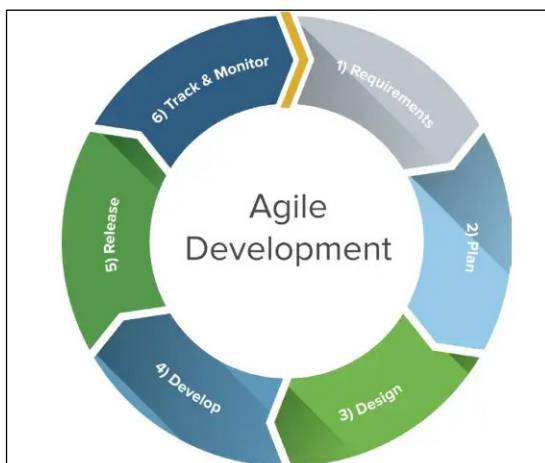 Agile
Development
1) Requirements
2) Plan
3) Design
4) Develop
5) Release
6) Track & Monitor